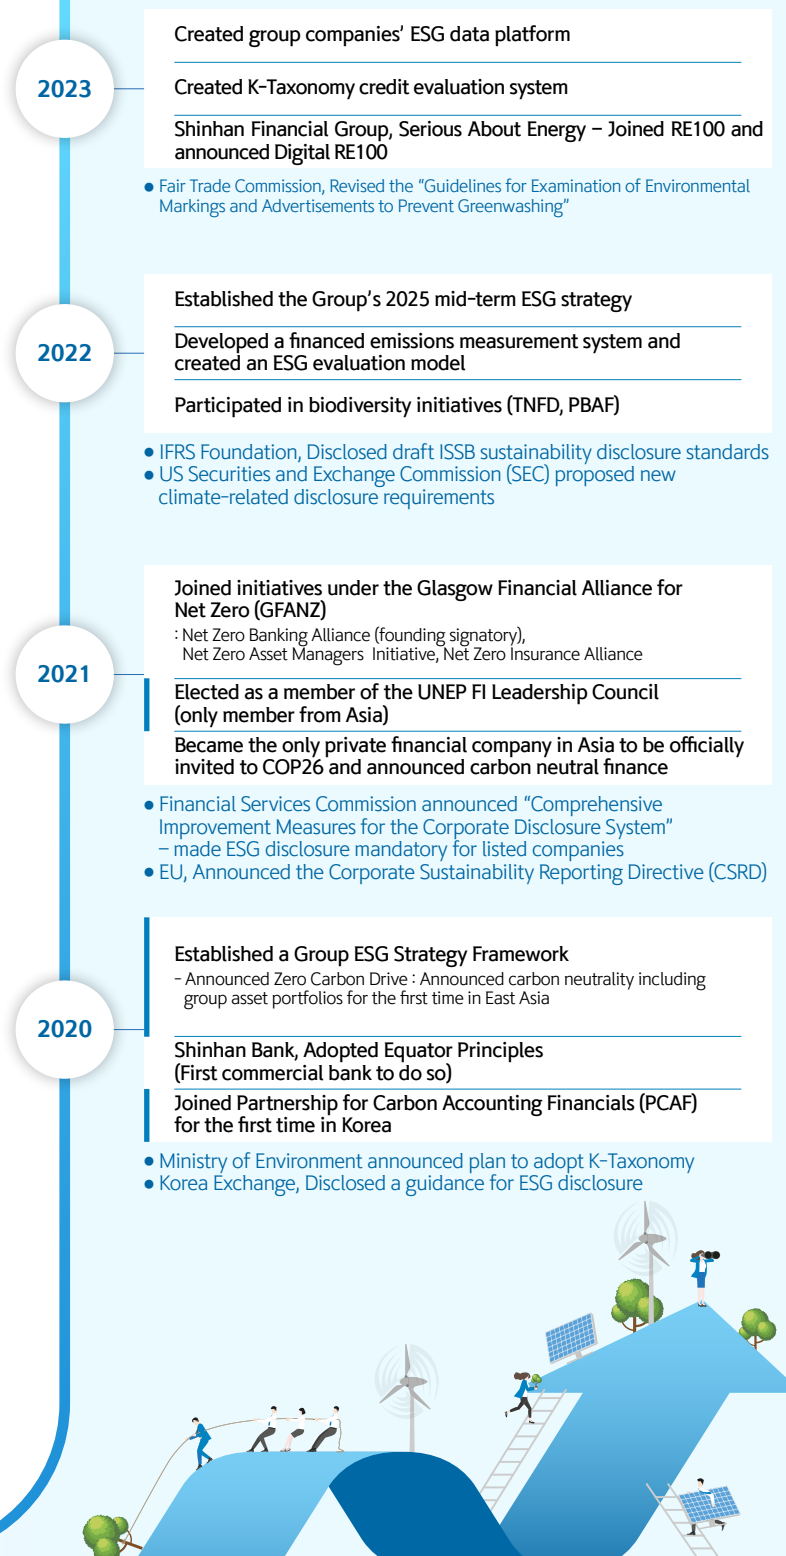 2023
Created group companies' ESG data platform
Created K-Taxonomy credit evaluation system
Shinhan Financial Group, Serious About Energy – Joined RE100 and
announced Digital RE100
● Fair Trade Commission, Revised the “Guidelines for Examination of Environmental
Markings and Advertisements to Prevent Greenwashing”
2022
Established the Group's 2025 mid-term ESG strategy
Developed a financed emissions measurement system and
created an ESG evaluation model
Participated in biodiversity initiatives (TNFD, PBAF)
● IFRS Foundation, Disclosed draft ISSB sustainability disclosure standards
● US Securities and Exchange Commission (SEC) proposed new
climate-related disclosure requirements
2021
Joined initiatives under the Glasgow Financial Alliance for
Net Zero (GFANZ)
: Net Zero Banking Alliance (founding signatory),
Net Zero Asset Managers Initiative, Net Zero Insurance Alliance
Elected as a member of the UNEP FI Leadership Council
(only member from Asia)
Became the only private financial company in Asia to be officially
invited to COP26 and announced carbon neutral finance
● Financial Services Commission announced “Comprehensive
Improvement Measures for the Corporate Disclosure System”
– made ESG disclosure mandatory for listed companies
● EU, Announced the Corporate Sustainability Reporting Directive (CSRD)
2020
Established a Group ESG Strategy Framework
- Announced Zero Carbon Drive : Announced carbon neutrality including
group asset portfolios for the first time in East Asia
Shinhan Bank, Adopted Equator Principles
(First commercial bank to do so)
Joined Partnership for Carbon Accounting Financials (PCAF)
for the first time in Korea
● Ministry of Environment announced plan to adopt K-Taxonomy
● Korea Exchange, Disclosed a guidance for ESG disclosure